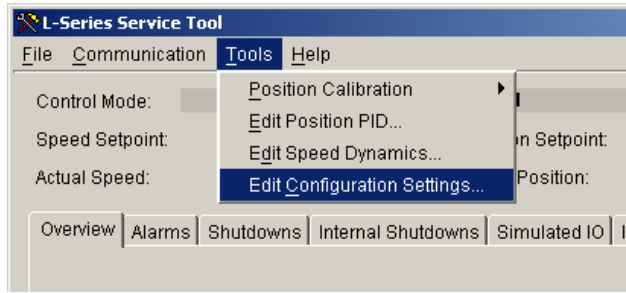 L-Series Service Tool
File Communication Tools Help
Position Calibration
Edit Position PID...
Edit Speed Dynamics...
Edit Configuration Settings...
Control Mode:
Speed Setpoint: Setpoint:
Actual Speed: Position:
Overview Alarms Shutdowns Internal Shutdowns Simulated IO